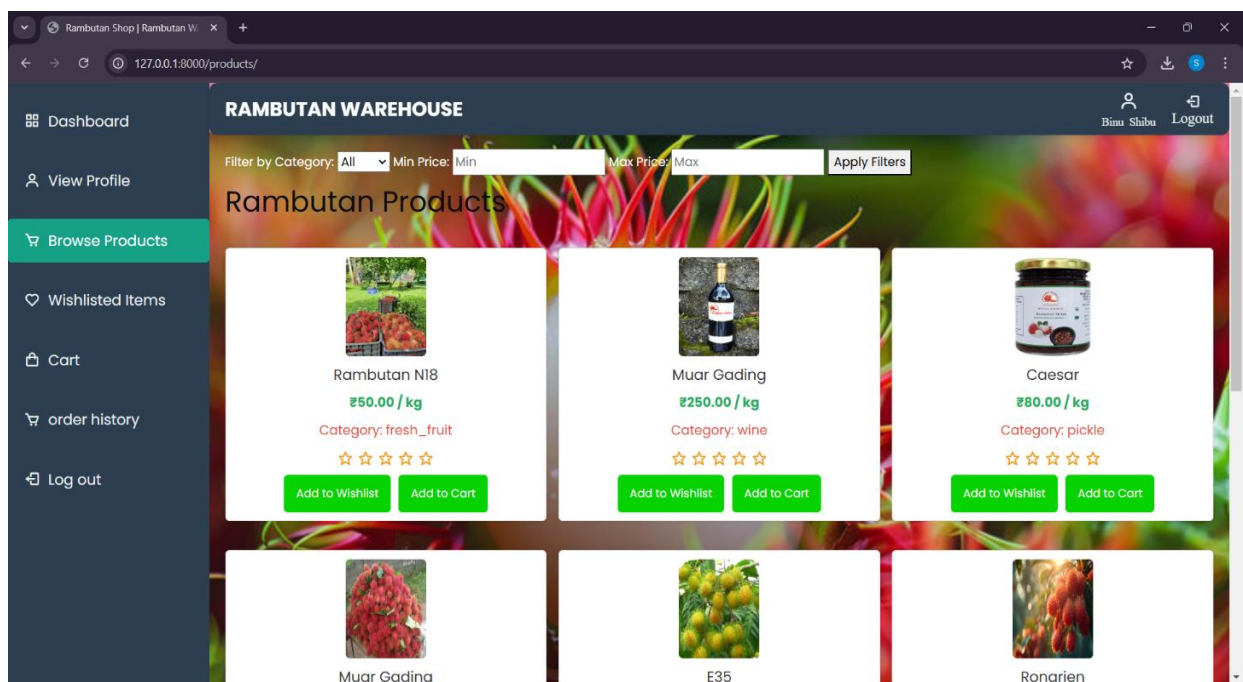 Rambutan Shop | Rambutan W
127.0.0.1:8000/products/
S
Dashboard
View Profile
Browse Products
Wishlisted Items
Cart
order history
Log out
RAMBUTAN WAREHOUSE
Binu Shibu
Logout
Filter by Category: All Min Price: Min Max Price: Max Apply Filters
Rambutan Products
Rambutan N18
₹50.00 / kg
Category: fresh_fruit
Add to Wishlist Add to Cart
Muar Gading
₹250.00 / kg
Category: wine
Add to Wishlist Add to Cart
Caesar
₹80.00 / kg
Category: pickle
Add to Wishlist Add to Cart
Muar Gading
E35
Rongrien